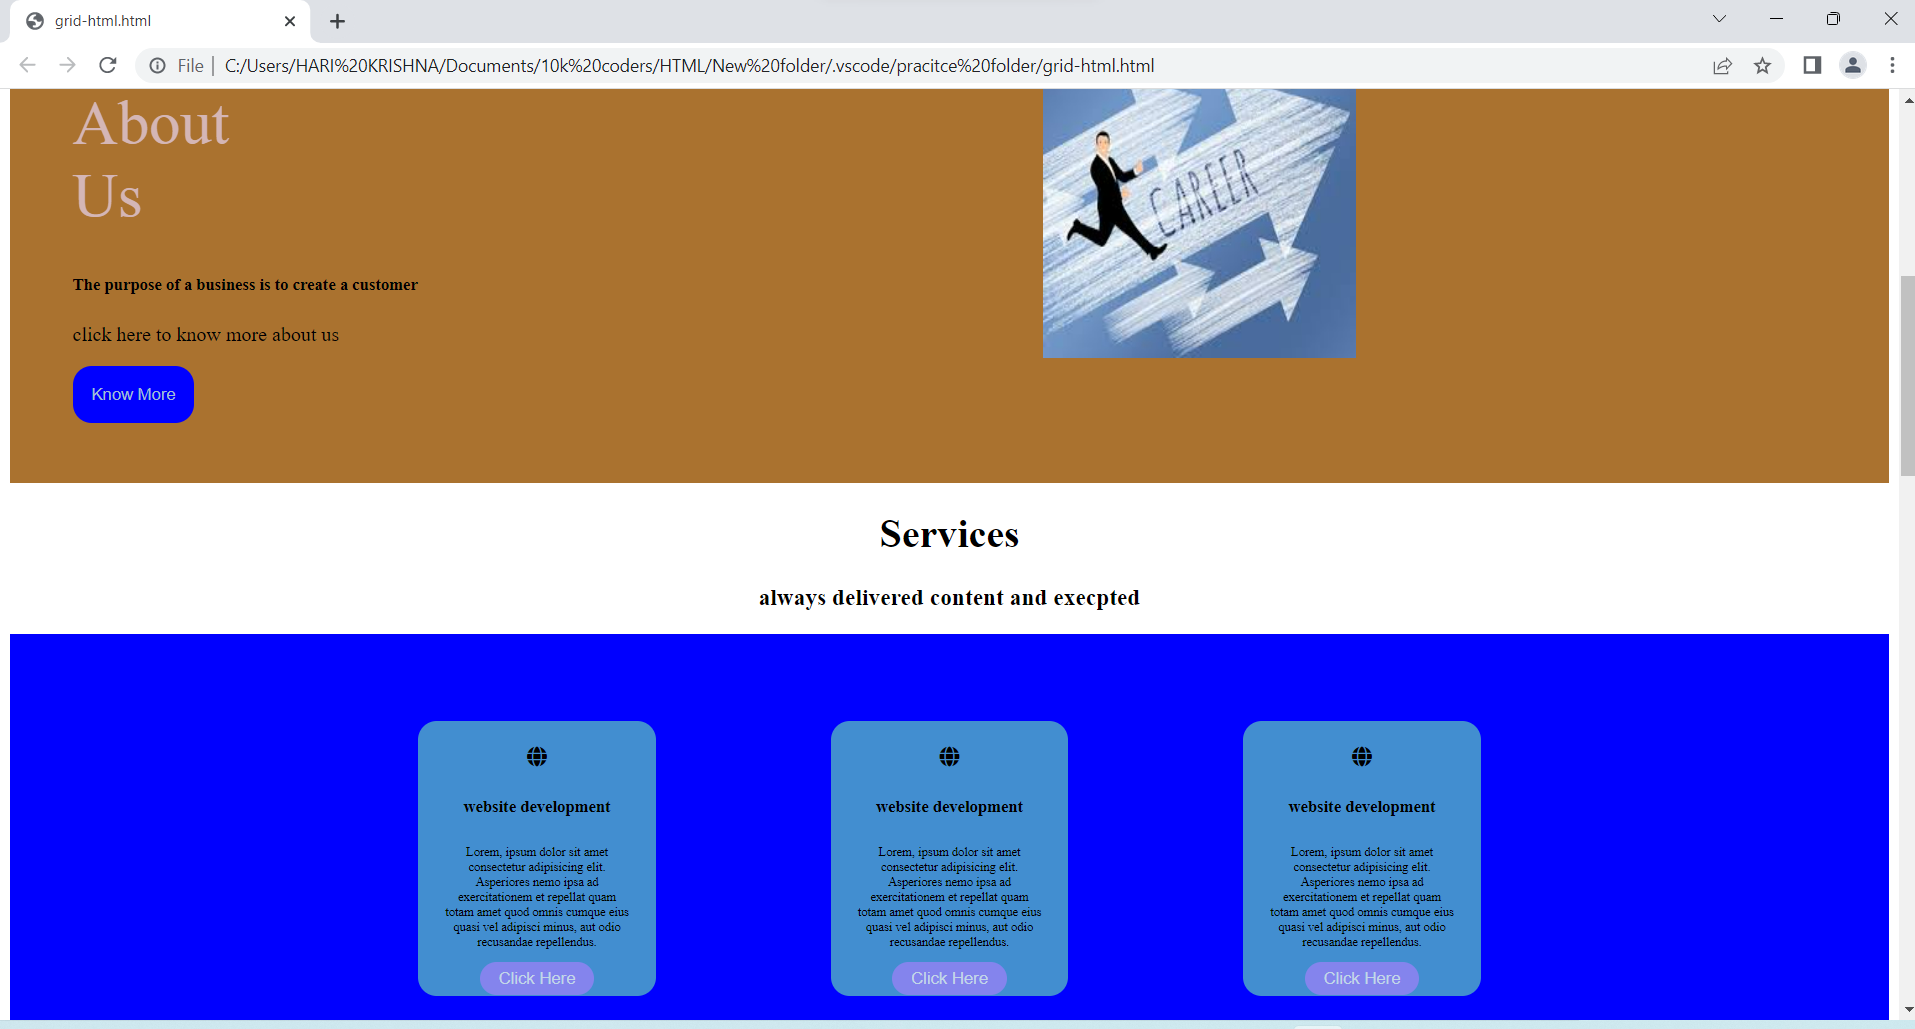 grid-html.html
File | C:/Users/HARI%20KRISHNA/Documents/10k%20coders/HTML/New%20folder/.vscode/pracitce%20folder/grid-html.html
About
Us
CAREER
The purpose of a business is to create a customer
click here to know more about us
Know More
Services
always delivered content and execpted
website development
Lorem, ipsum dolor sit amet
consectetur adipisicing elit.
Asperiores nemo ipsa ad
exercitationem et repellat quam
totam amet quod omnis cumque eius
quasi vel adipisci minus, aut odio
recusandae repellendus.
Click Here
website development
Lorem, ipsum dolor sit amet
consectetur adipisicing elit.
Asperiores nemo ipsa ad
exercitationem et repellat quam
totam amet quod omnis cumque eius
quasi vel adipisci minus, aut odio
recusandae repellendus.
Click Here
website development
Lorem, ipsum dolor sit amet
consectetur adipisicing elit.
Asperiores nemo ipsa ad
exercitationem et repellat quam
totam amet quod omnis cumque eius
quasi vel adipisci minus, aut odio
recusandae repellendus.
Click Here